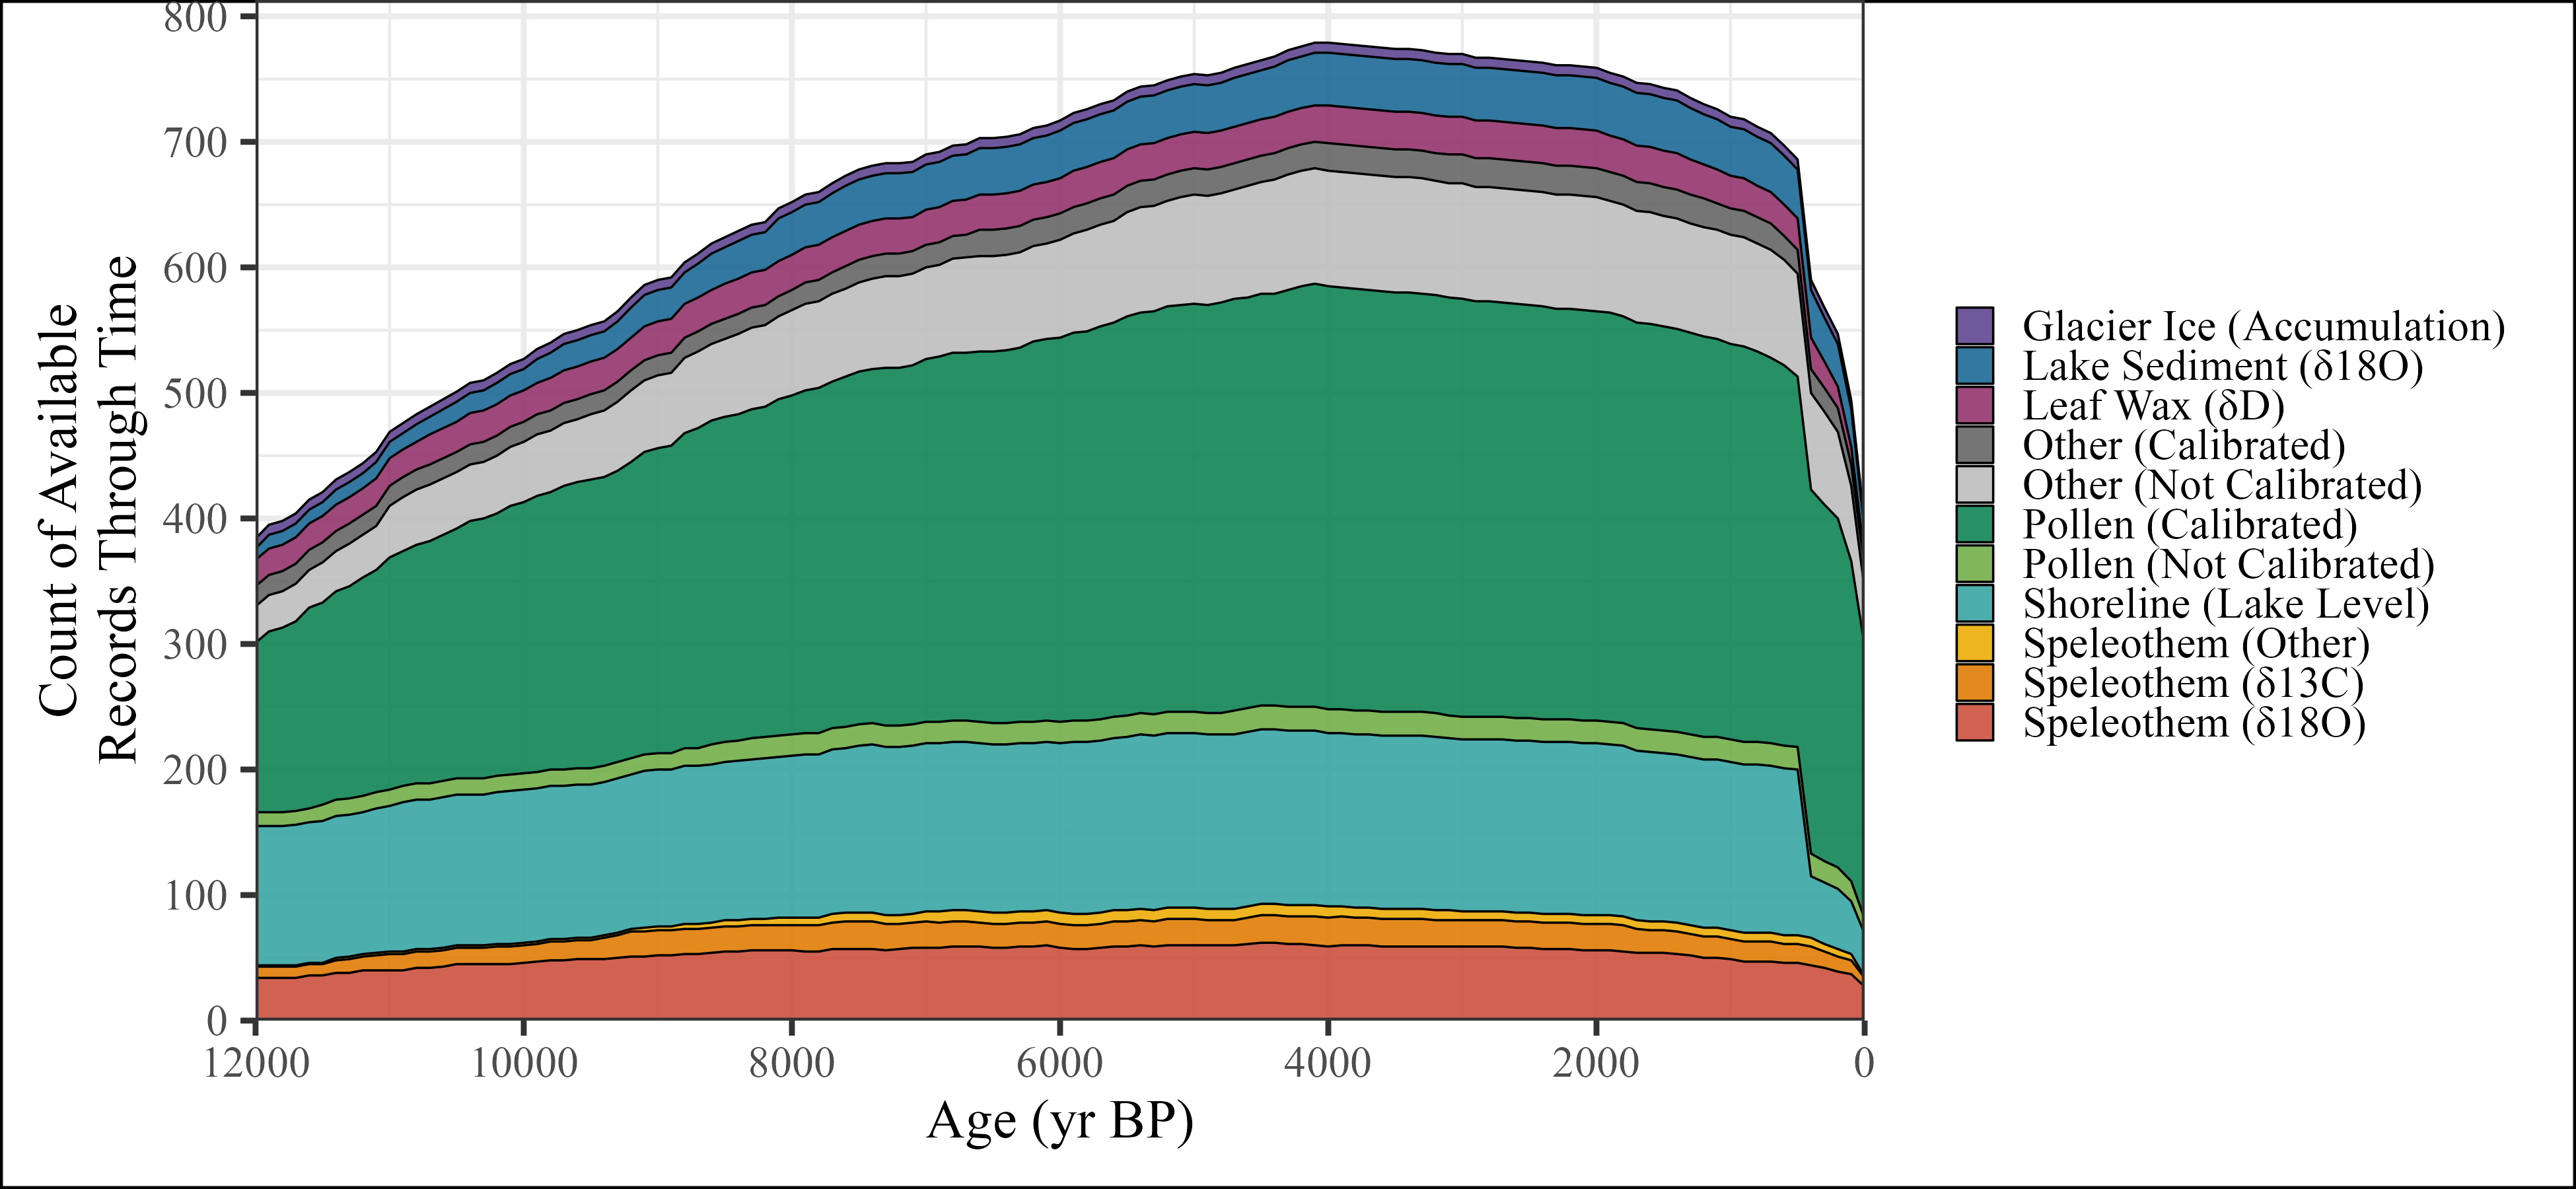 Count of Available
Records Through Time
800
700
600
500
400
300
200
100
0
12000
10000
8000
6000
4000
2000
0
Age (yr BP)
Glacier Ice (Accumulation)
Lake Sediment (δ18O)
Leaf Wax (δD)
Other (Calibrated)
Other (Not Calibrated)
Pollen (Calibrated)
Pollen (Not Calibrated)
Shoreline (Lake Level)
Speleothem (Other)
Speleothem (δ13C)
Speleothem (δ18O)